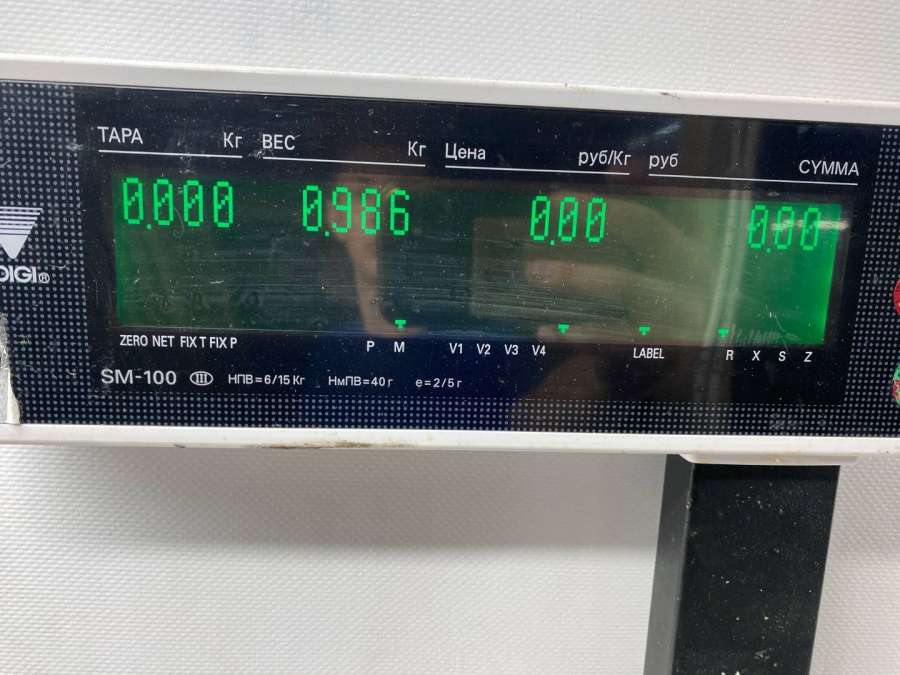 ТАРА Кг ВЕС Кг Цена руб/Кг руб СУММА
0.000 0.986 0.00 0.00
DIGI®
ZERO NET FIX T FIX P P M V1 V2 V3 V4 LABEL R X S Z
SM-100 III НПВ=6/15 Кг НмПВ=40 г e=2/5 г